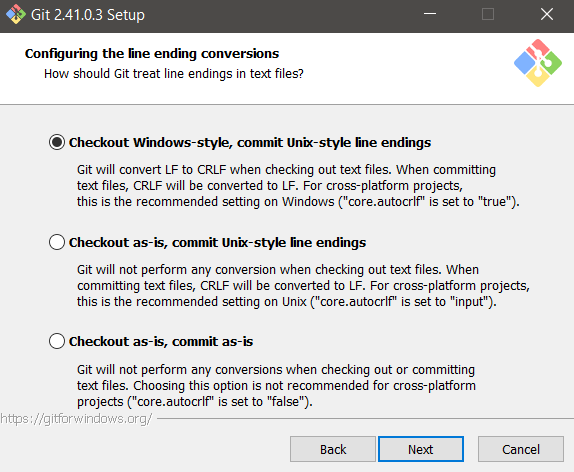 Git 2.41.0.3 Setup
Configuring the line ending conversions
How should Git treat line endings in text files?
Checkout Windows-style, commit Unix-style line endings
Git will convert LF to CRLF when checking out text files. When committing
text files, CRLF will be converted to LF. For cross-platform projects,
this is the recommended setting on Windows ("core.autocrlf" is set to "true").
Checkout as-is, commit Unix-style line endings
Git will not perform any conversion when checking out text files. When
committing text files, CRLF will be converted to LF. For cross-platform projects,
this is the recommended setting on Unix ("core.autocrlf" is set to "input").
Checkout as-is, commit as-is
Git will not perform any conversions when checking out or committing
text files. Choosing this option is not recommended for cross-platform
projects ("core.autocrlf" is set to "false").
https://gitforwindows.org/
Back
Next
Cancel